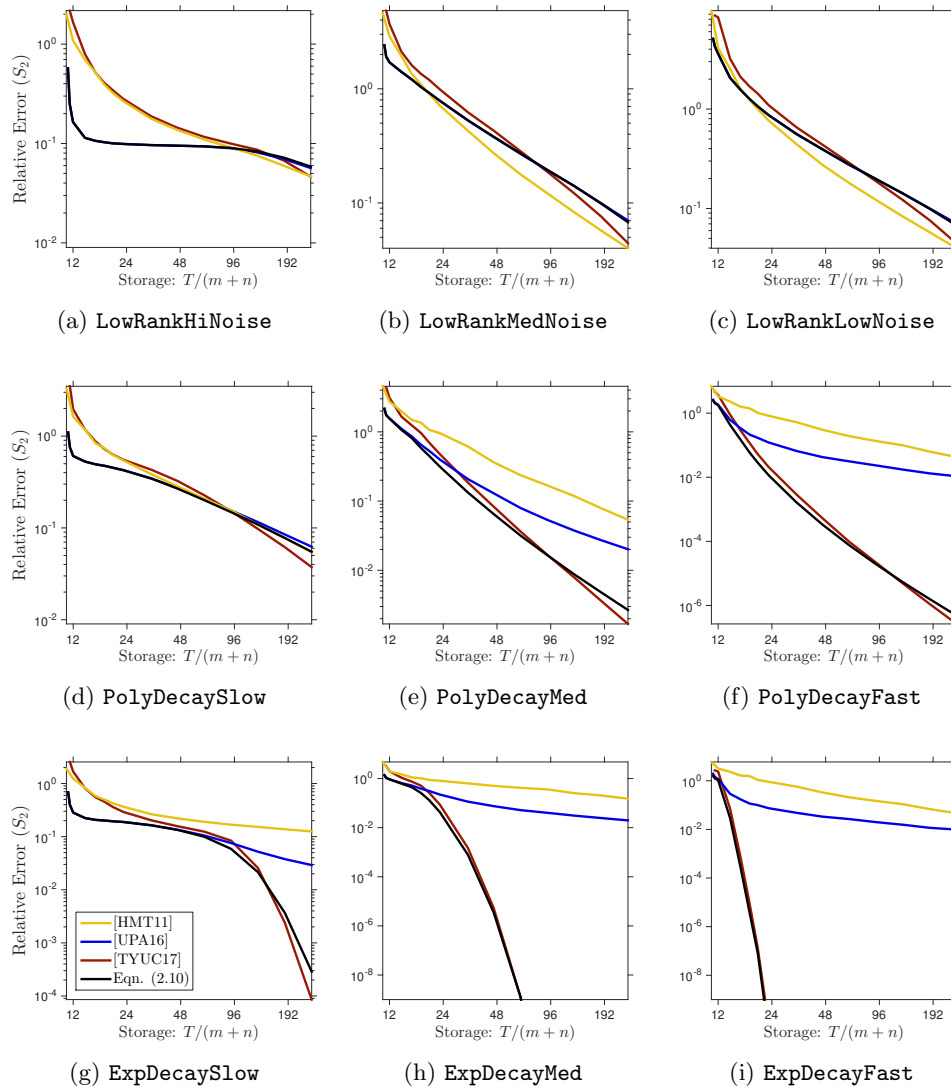 Relative Error (S₂)
10⁰
10⁻¹
10⁻²
12 24 48 96 192
Storage: T/(m + n)
(a) LowRankHiNoise
10⁰
10⁻¹
12 24 48 96 192
Storage: T/(m + n)
(b) LowRankMedNoise
10⁰
10⁻¹
12 24 48 96 192
Storage: T/(m + n)
(c) LowRankLowNoise
Relative Error (S₂)
10⁰
10⁻¹
10⁻²
12 24 48 96 192
Storage: T/(m + n)
(d) PolyDecaySlow
10⁰
10⁻¹
10⁻²
12 24 48 96 192
Storage: T/(m + n)
(e) PolyDecayMed
10⁰
10⁻²
10⁻⁴
10⁻⁶
12 24 48 96 192
Storage: T/(m + n)
(f) PolyDecayFast
Relative Error (S₂)
10⁰
10⁻¹
10⁻²
10⁻³
10⁻⁴
[HMT11]
[UPA16]
[TYUC17]
Eqn. (2.10)
12 24 48 96 192
Storage: T/(m + n)
(g) ExpDecaySlow
10⁰
10⁻²
10⁻⁴
10⁻⁶
10⁻⁸
12 24 48 96 192
Storage: T/(m + n)
(h) ExpDecayMed
10⁰
10⁻²
10⁻⁴
10⁻⁶
10⁻⁸
12 24 48 96 192
Storage: T/(m + n)
(i) ExpDecayFast